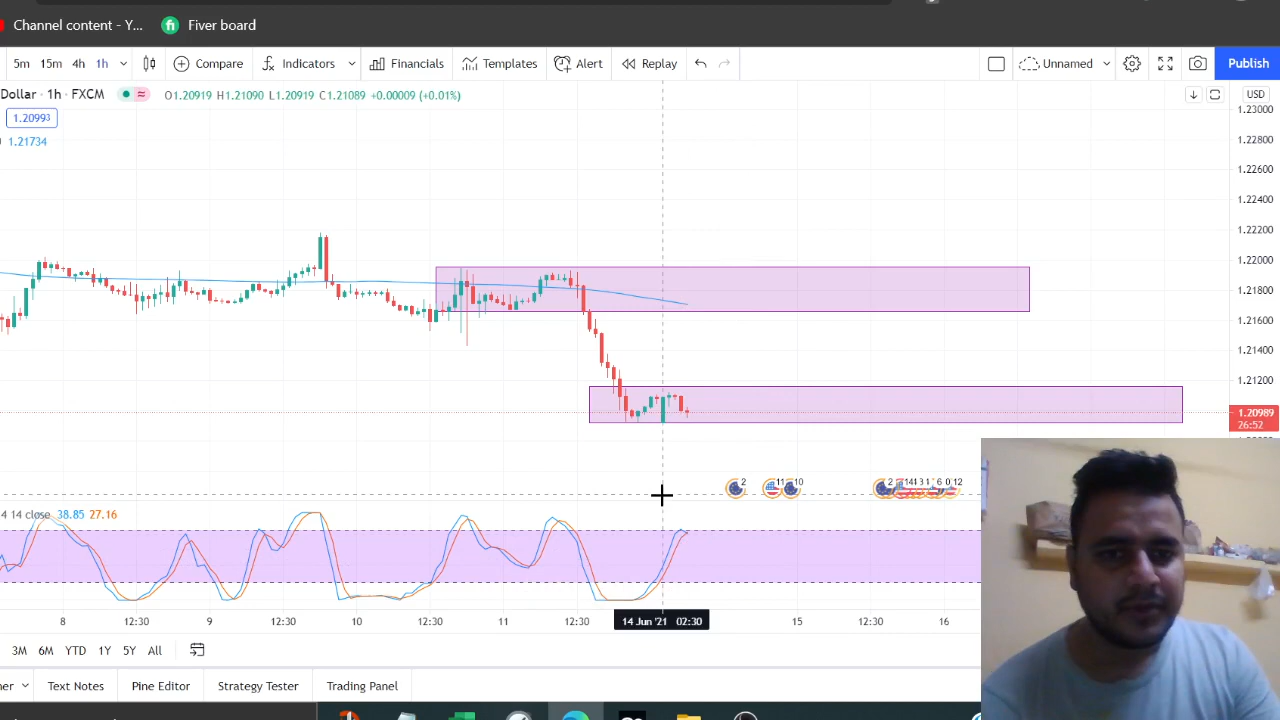 Channel content - Y... Fiver board
5m 15m 4h 1h Compare Indicators Financials Templates Alert Replay Unnamed Publish
Dollar · 1h · FXCM O1.20919 H1.21090 L1.20919 C1.21089 +0.00009 (+0.01%) USD
1.20993
1.21734
1.23000
1.22800
1.22600
1.22400
1.22200
1.22000
1.21800
1.21600
1.21400
1.21200
1.20989
26:52
4 14 close 38.85 27.16
8 12:30 9 12:30 10 12:30 11 12:30 14 Jun '21 02:30 15 12:30 16
3M 6M YTD 1Y 5Y All
ner Text Notes Pine Editor Strategy Tester Trading Panel